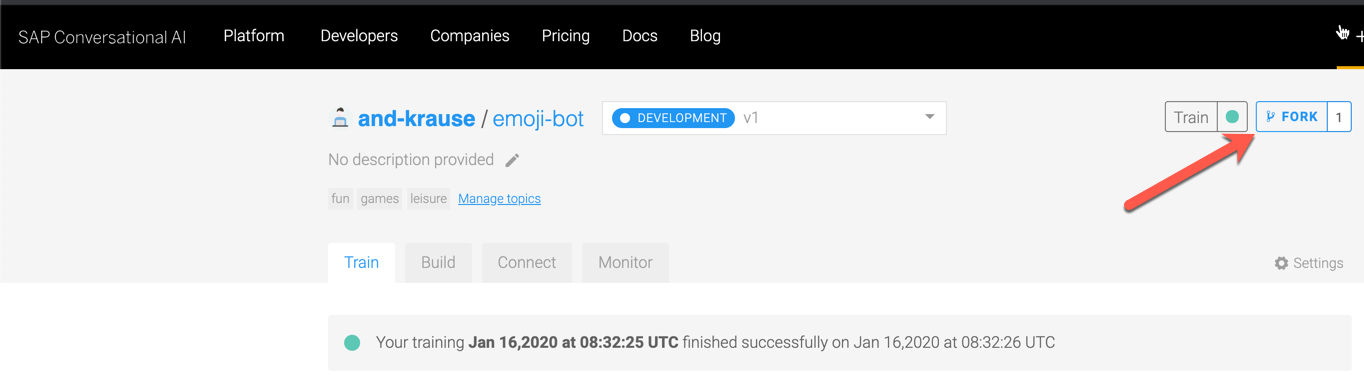 SAP Conversational AI Platform Developers Companies Pricing Docs Blog +
and-krause / emoji-bot DEVELOPMENT v1 Train FORK 1
No description provided
fun games leisure Manage topics
Train Build Connect Monitor Settings
Your training Jan 16,2020 at 08:32:25 UTC finished successfully on Jan 16,2020 at 08:32:26 UTC